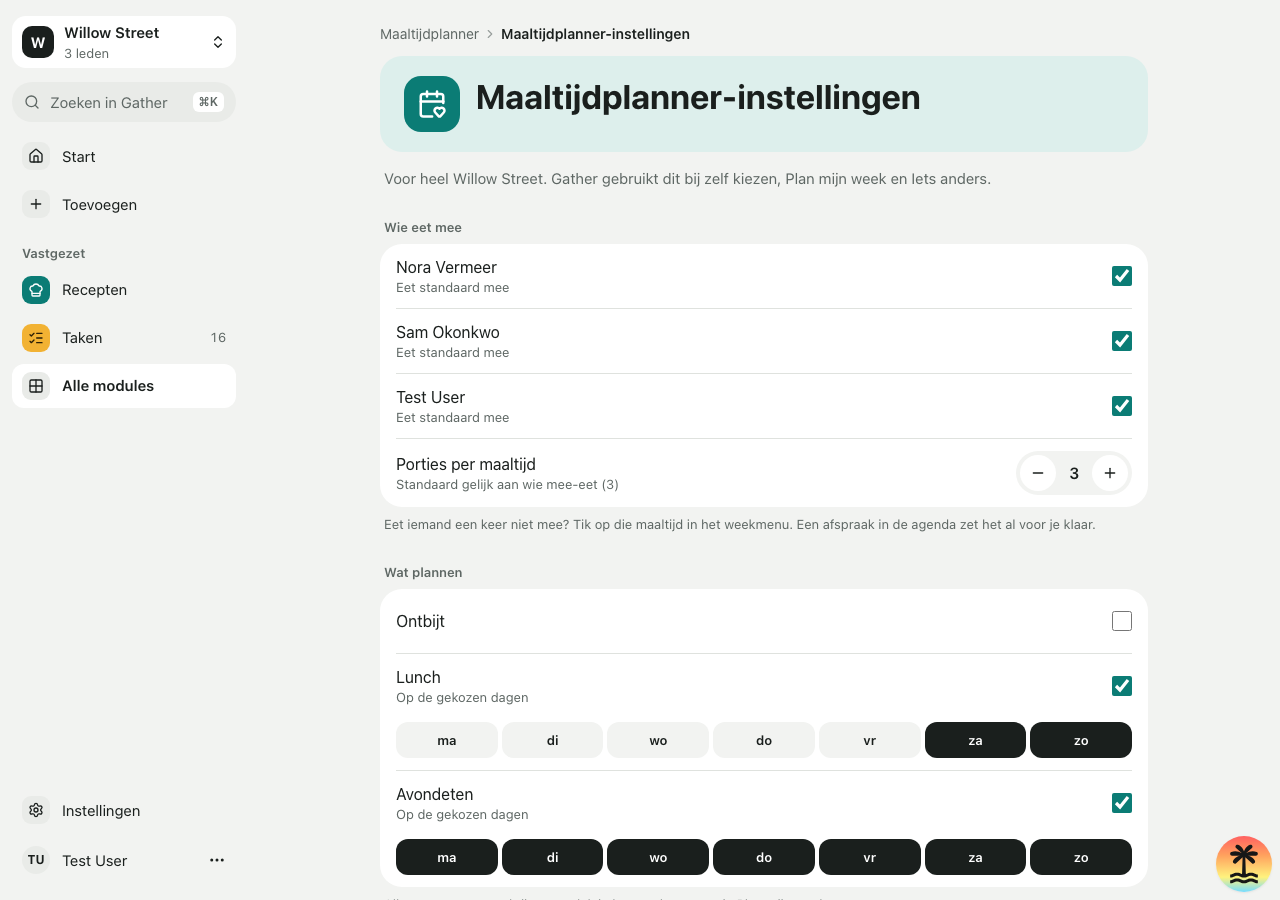 W
Willow Street
3 leden
Zoeken in Gather
⌘K
Start
Toevoegen
Vastgezet
Recepten
Taken
16
Alle modules
Instellingen
TU
Test User
Maaltijdplanner
Maaltijdplanner-instellingen
Maaltijdplanner-instellingen
Voor heel Willow Street. Gather gebruikt dit bij zelf kiezen, Plan mijn week en Iets anders.
Wie eet mee
Nora Vermeer
Eet standaard mee
Sam Okonkwo
Eet standaard mee
Test User
Eet standaard mee
Porties per maaltijd
Standaard gelijk aan wie mee-eet (3)
3
Eet iemand een keer niet mee? Tik op die maaltijd in het weekmenu. Een afspraak in de agenda zet het al voor je klaar.
Wat plannen
Ontbijt
Lunch
Op de gekozen dagen
ma di wo do vr za zo
Avondeten
Op de gekozen dagen
ma di wo do vr za zo